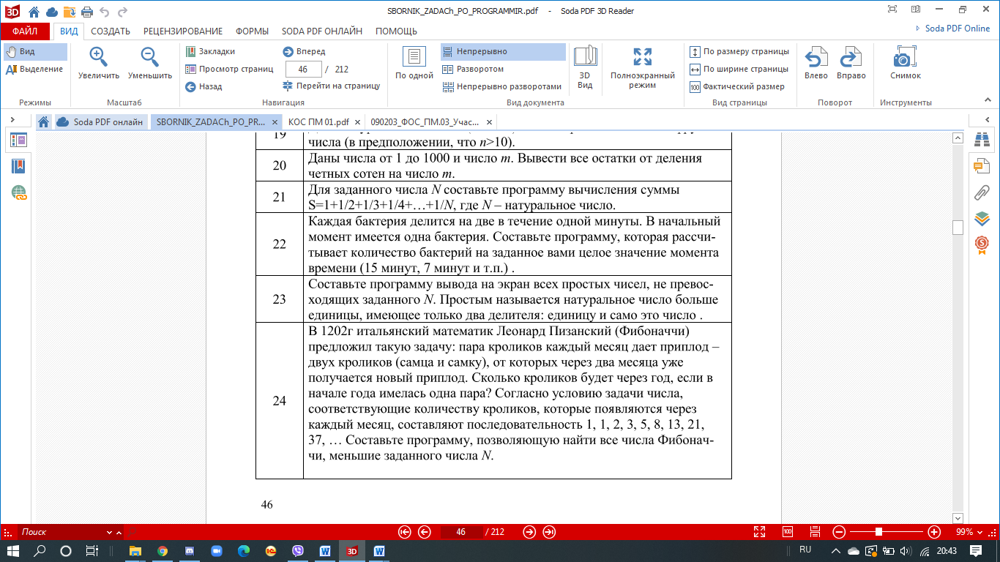 SBORNIK_ZADACh_PO_PROGRAMMIR.pdf - Soda PDF 3D Reader
ФАЙЛ ВИД СОЗДАТЬ РЕЦЕНЗИРОВАНИЕ ФОРМЫ SODA PDF ОНЛАЙН ПОМОЩЬ Soda PDF Online
Вид
Выделение
Режимы
Увеличить Уменьшить
Масштаб
Закладки
Просмотр страниц
Назад
Вперед
46 / 212
Перейти на страницу
Навигация
По одной
Непрерывно
Разворотом
Непрерывно разворотами
3D
Вид
Вид документа
Полноэкранный
режим
По размеру страницы
По ширине страницы
100 Фактический размер
Вид страницы
Влево Вправо
Поворот
Снимок
Инструменты
Soda PDF онлайн SBORNIK_ZADACh_PO_PR... КОС ПМ 01.pdf 090203_ФОС_ПМ.03_Учас...
19
числа (в предположении, что n>10).
20
Даны числа от 1 до 1000 и число m. Вывести все остатки от деления
четных сотен на число m.
21
Для заданного числа N составьте программу вычисления суммы
S=1+1/2+1/3+1/4+…+1/N, где N – натуральное число.
22
Каждая бактерия делится на две в течение одной минуты. В начальный
момент имеется одна бактерия. Составьте программу, которая рассчи-
тывает количество бактерий на заданное вами целое значение момента
времени (15 минут, 7 минут и т.п.) .
23
Составьте программу вывода на экран всех простых чисел, не превос-
ходящих заданного N. Простым называется натуральное число больше
единицы, имеющее только два делителя: единицу и само это число .
24
В 1202г итальянский математик Леонард Пизанский (Фибоначчи)
предложил такую задачу: пара кроликов каждый месяц дает приплод –
двух кроликов (самца и самку), от которых через два месяца уже
получается новый приплод. Сколько кроликов будет через год, если в
начале года имелась одна пара? Согласно условию задачи числа,
соответствующие количеству кроликов, которые появляются через
каждый месяц, составляют последовательность 1, 1, 2, 3, 5, 8, 13, 21,
37, … Составьте программу, позволяющую найти все числа Фибонач-
чи, меньшие заданного числа N.
46
Поиск 46 / 212 100 99%
3D RU 20:43